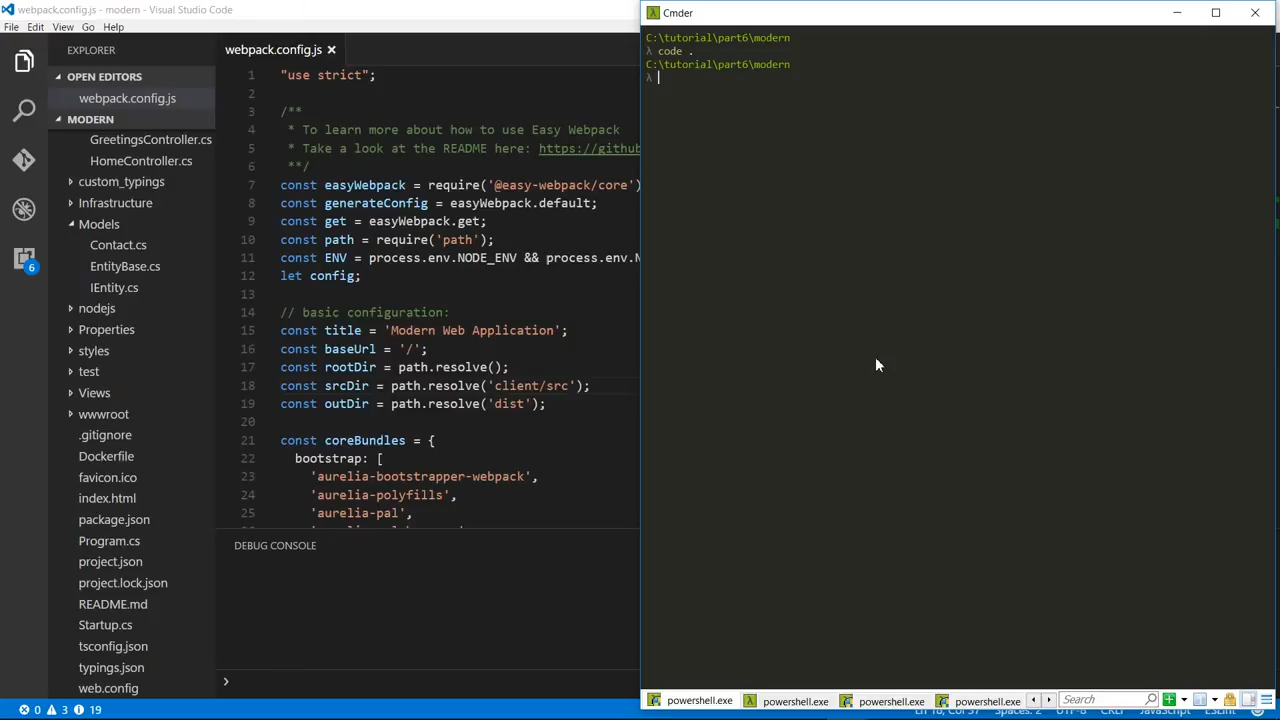 webpack.config.js - modern - Visual Studio Code
File Edit View Go Help
EXPLORER
OPEN EDITORS
webpack.config.js
MODERN
GreetingsController.cs
HomeController.cs
custom_typings
Infrastructure
Models
Contact.cs
EntityBase.cs
IEntity.cs
nodejs
Properties
styles
test
Views
wwwroot
.gitignore
Dockerfile
favicon.ico
index.html
package.json
Program.cs
project.json
project.lock.json
README.md
Startup.cs
tsconfig.json
typings.json
web.config
6
webpack.config.js
1 "use strict";
2
3 /**
4 * To learn more about how to use Easy Webpack
5 * Take a look at the README here: https://github
6 **/
7 const easyWebpack = require('@easy-webpack/core')
8 const generateConfig = easyWebpack.default;
9 const get = easyWebpack.get;
10 const path = require('path');
11 const ENV = process.env.NODE_ENV && process.env.N
12 let config;
13
14 // basic configuration:
15 const title = 'Modern Web Application';
16 const baseUrl = '/';
17 const rootDir = path.resolve();
18 const srcDir = path.resolve('client/src');
19 const outDir = path.resolve('dist');
20
21 const coreBundles = {
22 bootstrap: [
23 'aurelia-bootstrapper-webpack',
24 'aurelia-polyfills',
25 'aurelia-pal',
DEBUG CONSOLE
0 3 19
Cmder
C:\tutorial\part6\modern
λ code .
C:\tutorial\part6\modern
λ
powershell.exe powershell.exe powershell.exe powershell.exe Search